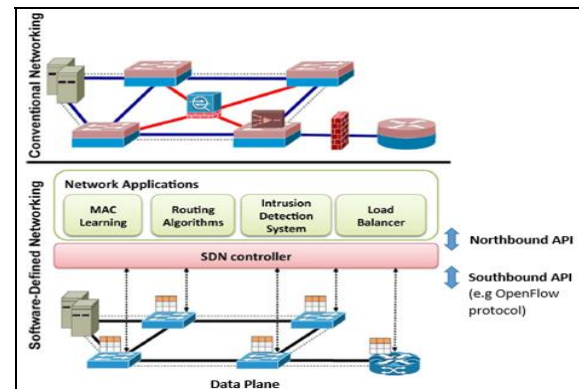 Conventional Networking
Software-Defined Networking
Network Applications
MAC
Learning
Routing
Algorithms
Intrusion
Detection
System
Load
Balancer
Northbound API
SDN controller
Southbound API
(e.g OpenFlow
protocol)
Data Plane